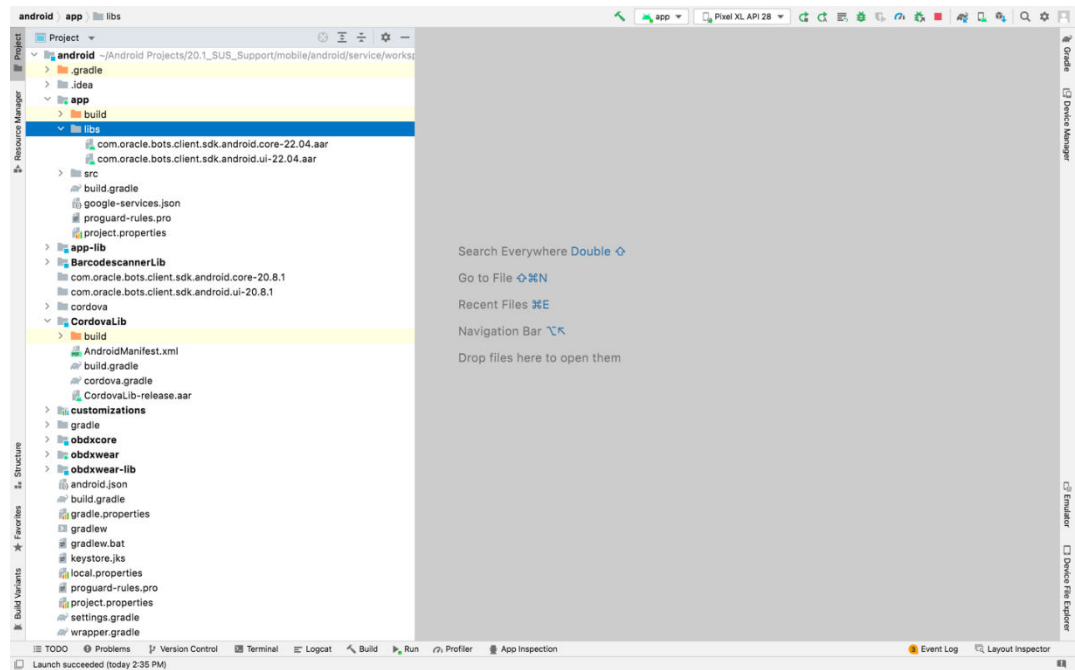 android app libs
app Pixel XL API 28
Project
android ~/Android Projects/20.1_SUS_Support/mobile/android/service/worksp
.gradle
.idea
app
build
libs
com.oracle.bots.client.sdk.android.core-22.04.aar
com.oracle.bots.client.sdk.android.ui-22.04.aar
src
build.gradle
google-services.json
proguard-rules.pro
project.properties
app-lib
BarcodescannerLib
com.oracle.bots.client.sdk.android.core-20.8.1
com.oracle.bots.client.sdk.android.ui-20.8.1
cordova
CordovaLib
build
AndroidManifest.xml
build.gradle
cordova.gradle
CordovaLib-release.aar
customizations
gradle
obdxcore
obdxwear
obdxwear-lib
android.json
build.gradle
gradle.properties
gradlew
gradlew.bat
keystore.jks
local.properties
proguard-rules.pro
project.properties
settings.gradle
wrapper.gradle
Project
Resource Manager
Structure
Favorites
Build Variants
Search Everywhere Double ⇧
Go to File ⇧⌘N
Recent Files ⌘E
Navigation Bar ⌥↖
Drop files here to open them
Gradle
Device Manager
Emulator
Device File Explorer
TODO Problems Version Control Terminal Logcat Build Run Profiler App Inspection 3 Event Log Layout Inspector
Launch succeeded (today 2:35 PM)